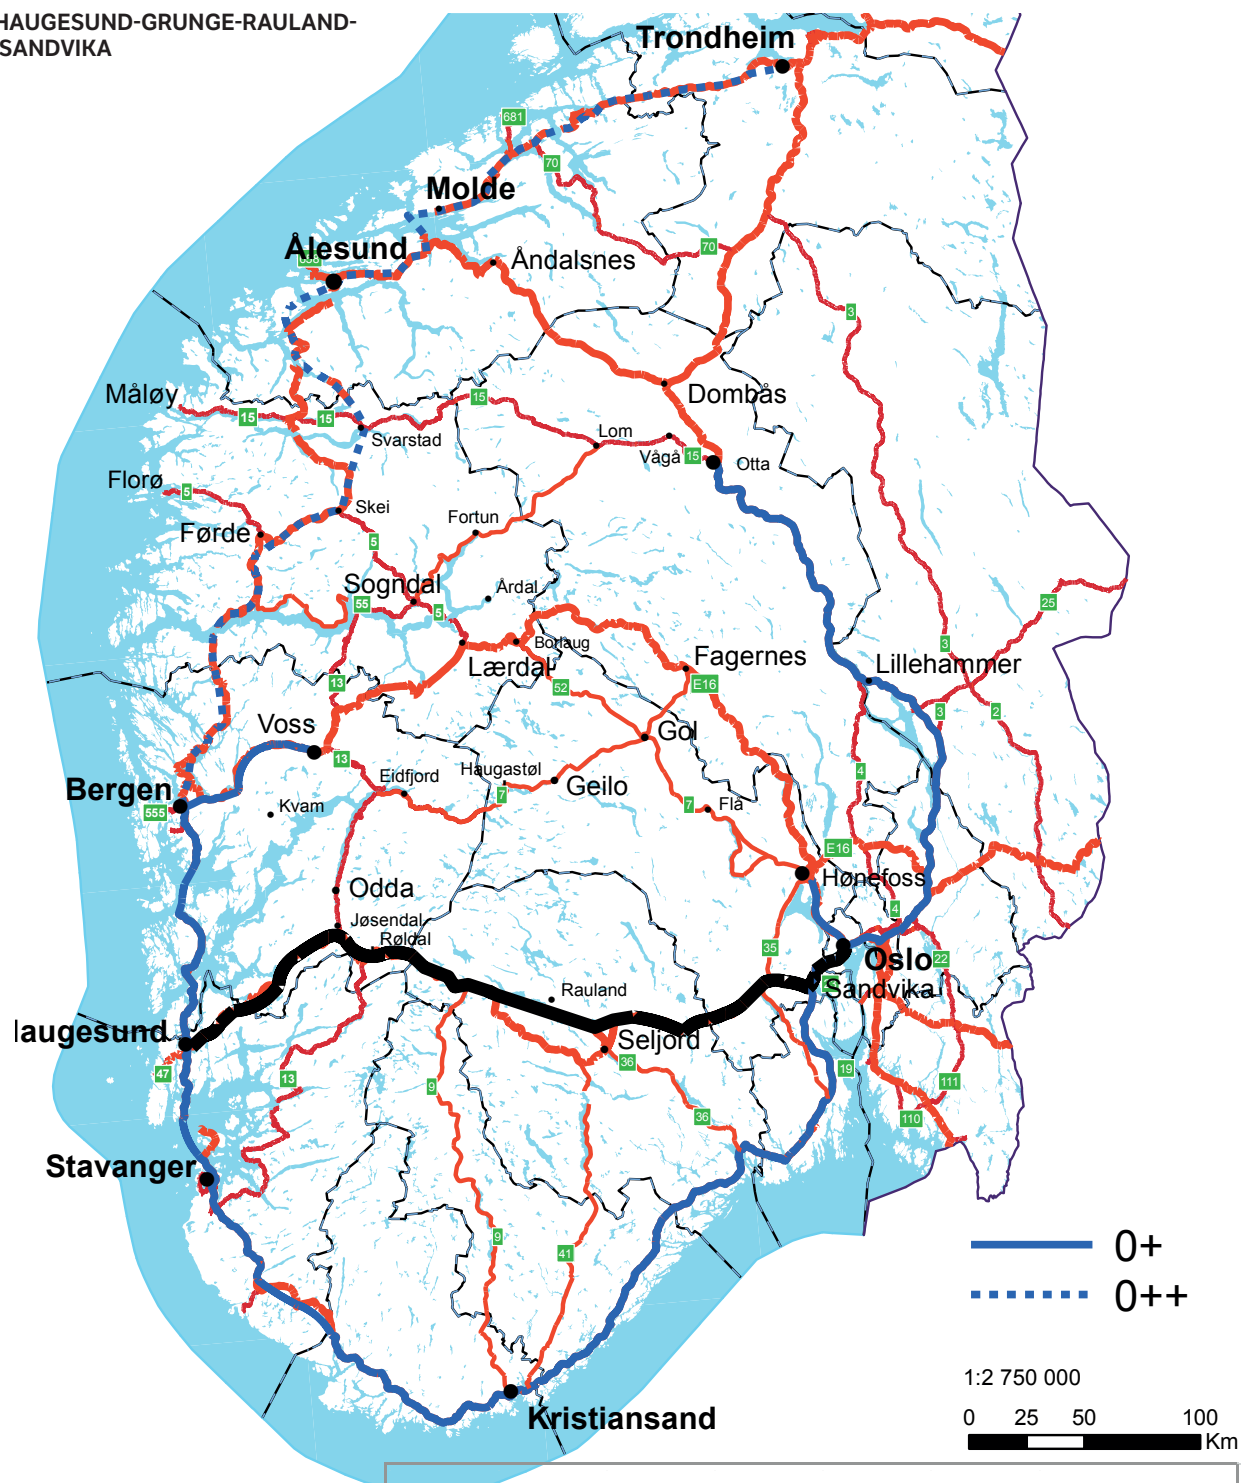 HAUGESUND-GRUNGE-RAULAND-
SANDVIKA
Trondheim
681
70
Molde
Ålesund
70
Åndalsnes
3
Dombås
Måløy
15
15
15
Svarstad
Lom
Vågå
15
Otta
Florø
5
Skei
Førde
Fortun
5
Sogndal
55
5
Årdal
25
3
Borlaug
Lærdal
Fagernes
Lillehammer
13
52
E16
3
2
Voss
Gol
13
Bergen
Eidfjord
Haugastøl
Geilo
4
7
7
Flå
555
Kvam
E16
Hønefoss
Odda
4
Jøsendal
Røldal
35
Oslo
22
Rauland
Sandvika
laugesund
Seljord
36
47
13
9
19
111
36
110
Stavanger
9
41
0+
0++
1:2 750 000
0 25 50 100
Km
Kristiansand